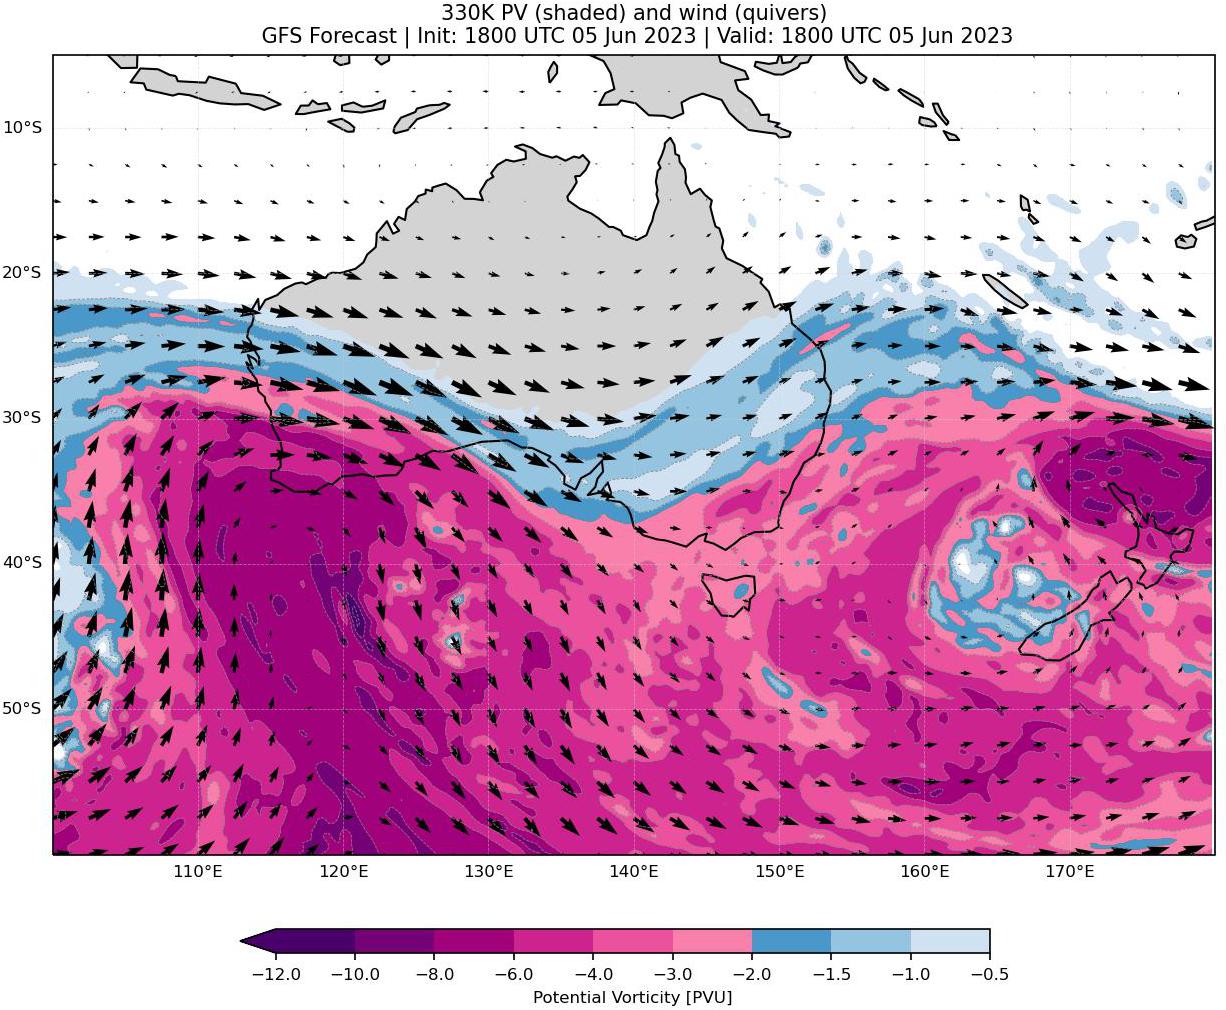 330K PV (shaded) and wind (quivers)
GFS Forecast | Init: 1800 UTC 05 Jun 2023 | Valid: 1800 UTC 05 Jun 2023
10°S
20°S
30°S
40°S
50°S
110°E 120°E 130°E 140°E 150°E 160°E 170°E
−12.0 −10.0 −8.0 −6.0 −4.0 −3.0 −2.0 −1.5 −1.0 −0.5
Potential Vorticity [PVU]